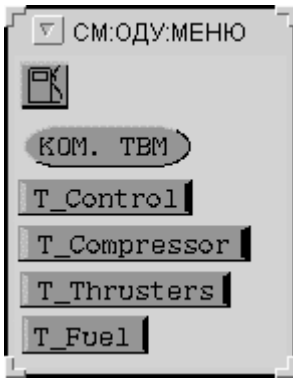 СМ:ОДУ:МЕНЮ
КОМ. ТВМ
T_Control
T_Compressor
T_Thrusters
T_Fuel